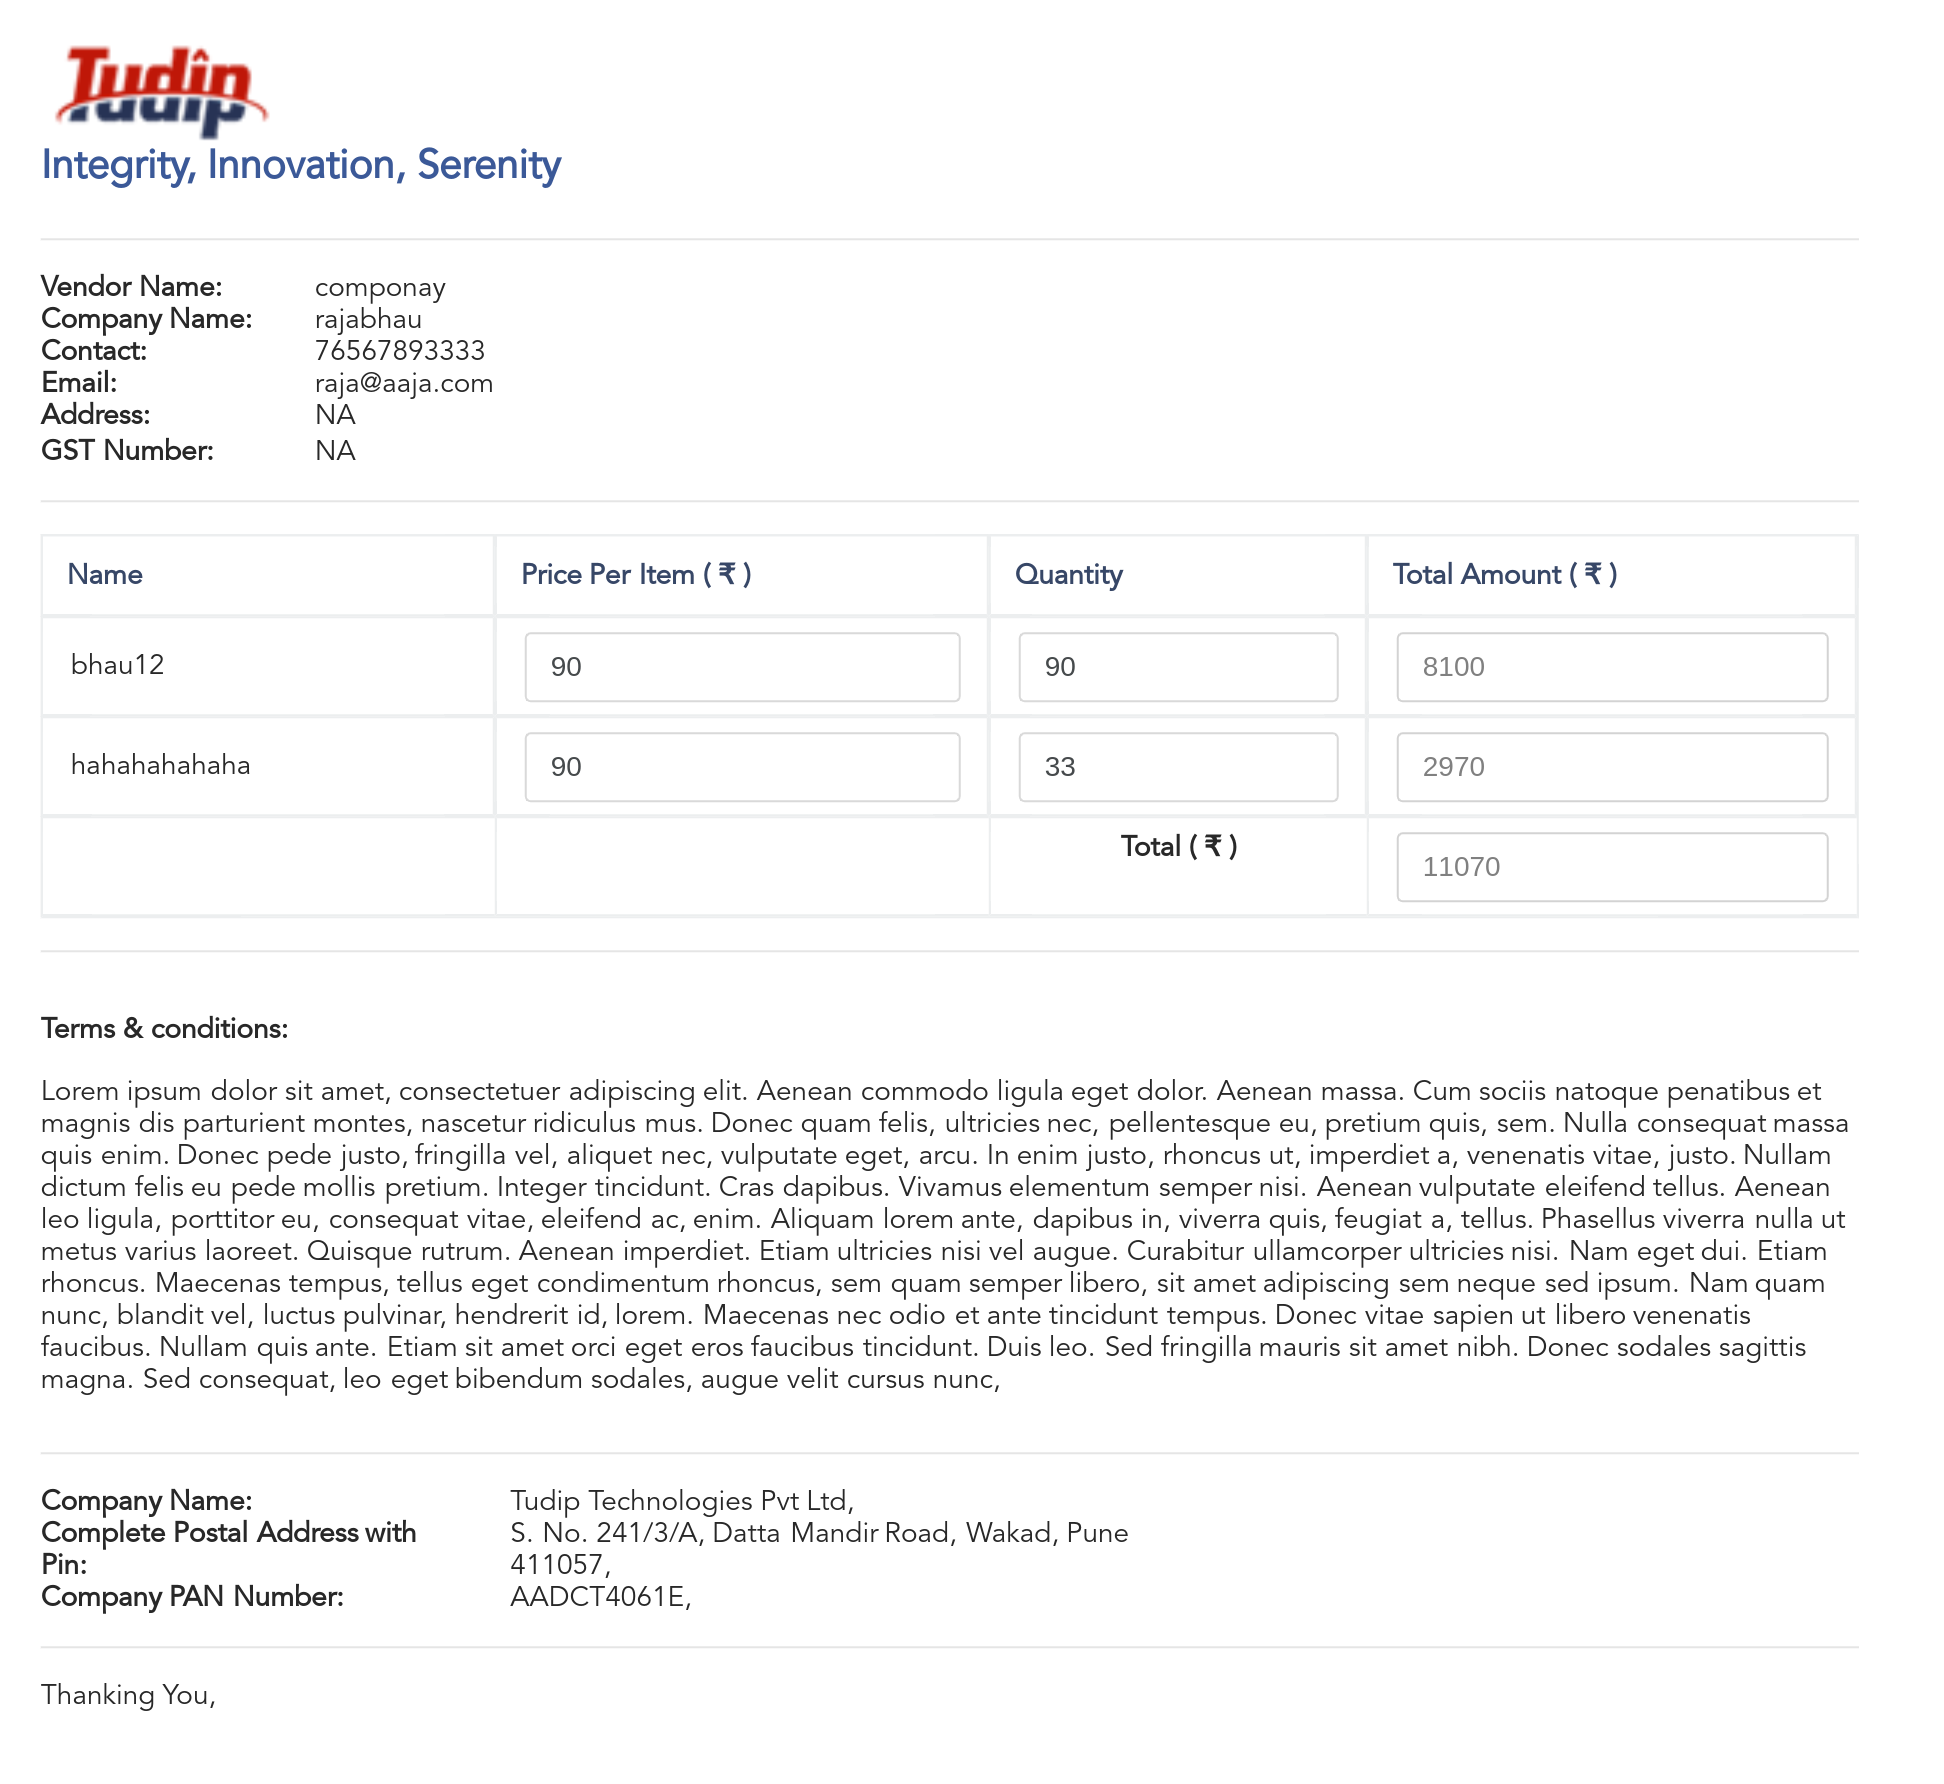 Tudip
Integrity, Innovation, Serenity
Vendor Name: componay
Company Name: rajabhau
Contact: 76567893333
Email: raja@aaja.com
Address: NA
GST Number: NA
Name Price Per Item ( ₹ ) Quantity Total Amount ( ₹ )
bhau12 90 90 8100
hahahahahaha 90 33 2970
Total ( ₹ ) 11070
Terms & conditions:
Lorem ipsum dolor sit amet, consectetuer adipiscing elit. Aenean commodo ligula eget dolor. Aenean massa. Cum sociis natoque penatibus et
magnis dis parturient montes, nascetur ridiculus mus. Donec quam felis, ultricies nec, pellentesque eu, pretium quis, sem. Nulla consequat massa
quis enim. Donec pede justo, fringilla vel, aliquet nec, vulputate eget, arcu. In enim justo, rhoncus ut, imperdiet a, venenatis vitae, justo. Nullam
dictum felis eu pede mollis pretium. Integer tincidunt. Cras dapibus. Vivamus elementum semper nisi. Aenean vulputate eleifend tellus. Aenean
leo ligula, porttitor eu, consequat vitae, eleifend ac, enim. Aliquam lorem ante, dapibus in, viverra quis, feugiat a, tellus. Phasellus viverra nulla ut
metus varius laoreet. Quisque rutrum. Aenean imperdiet. Etiam ultricies nisi vel augue. Curabitur ullamcorper ultricies nisi. Nam eget dui. Etiam
rhoncus. Maecenas tempus, tellus eget condimentum rhoncus, sem quam semper libero, sit amet adipiscing sem neque sed ipsum. Nam quam
nunc, blandit vel, luctus pulvinar, hendrerit id, lorem. Maecenas nec odio et ante tincidunt tempus. Donec vitae sapien ut libero venenatis
faucibus. Nullam quis ante. Etiam sit amet orci eget eros faucibus tincidunt. Duis leo. Sed fringilla mauris sit amet nibh. Donec sodales sagittis
magna. Sed consequat, leo eget bibendum sodales, augue velit cursus nunc,
Company Name: Tudip Technologies Pvt Ltd,
Complete Postal Address with S. No. 241/3/A, Datta Mandir Road, Wakad, Pune
Pin: 411057,
Company PAN Number: AADCT4061E,
Thanking You,